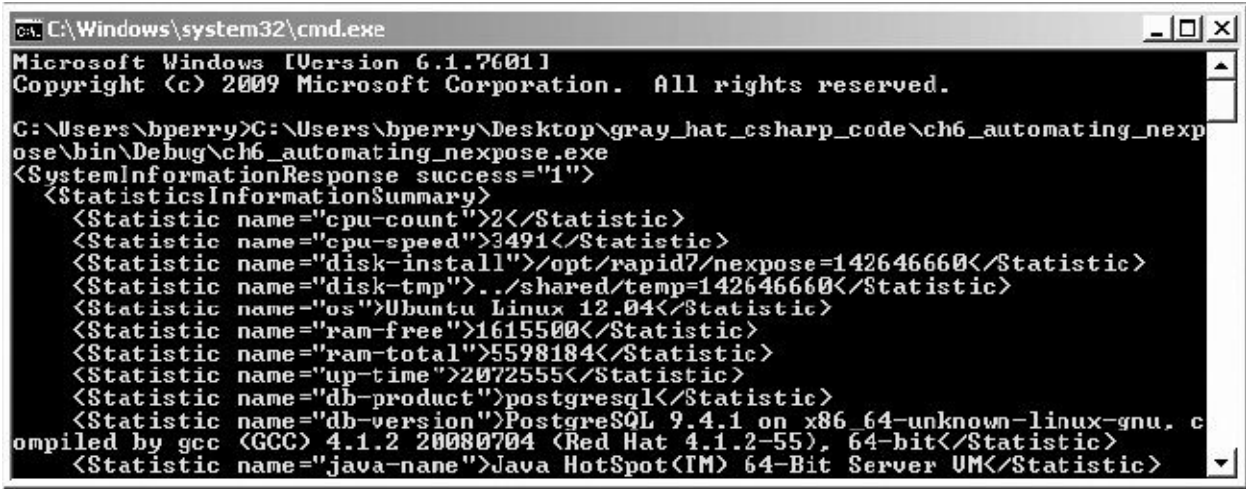 C:\Windows\system32\cmd.exe
Microsoft Windows [Version 6.1.7601]
Copyright (c) 2009 Microsoft Corporation.  All rights reserved.
C:\Users\bperry>C:\Users\bperry\Desktop\gray_hat_csharp_code\ch6_automating_nexp
ose\bin\Debug\ch6_automating_nexpose.exe
<SystemInformationResponse success="1">
  <StatisticsInformationSummary>
    <Statistic name="cpu-count">2</Statistic>
    <Statistic name="cpu-speed">3491</Statistic>
    <Statistic name="disk-install">/opt/rapid7/nexpose=142646660</Statistic>
    <Statistic name="disk-tmp">../shared/temp=142646660</Statistic>
    <Statistic name="os">Ubuntu Linux 12.04</Statistic>
    <Statistic name="ram-free">1615500</Statistic>
    <Statistic name="ram-total">5598184</Statistic>
    <Statistic name="up-time">2072555</Statistic>
    <Statistic name="db-product">postgresql</Statistic>
    <Statistic name="db-version">PostgreSQL 9.4.1 on x86_64-unknown-linux-gnu, c
ompiled by gcc (GCC) 4.1.2 20080704 (Red Hat 4.1.2-55), 64-bit</Statistic>
    <Statistic name="java-name">Java HotSpot(TM) 64-Bit Server VM</Statistic>